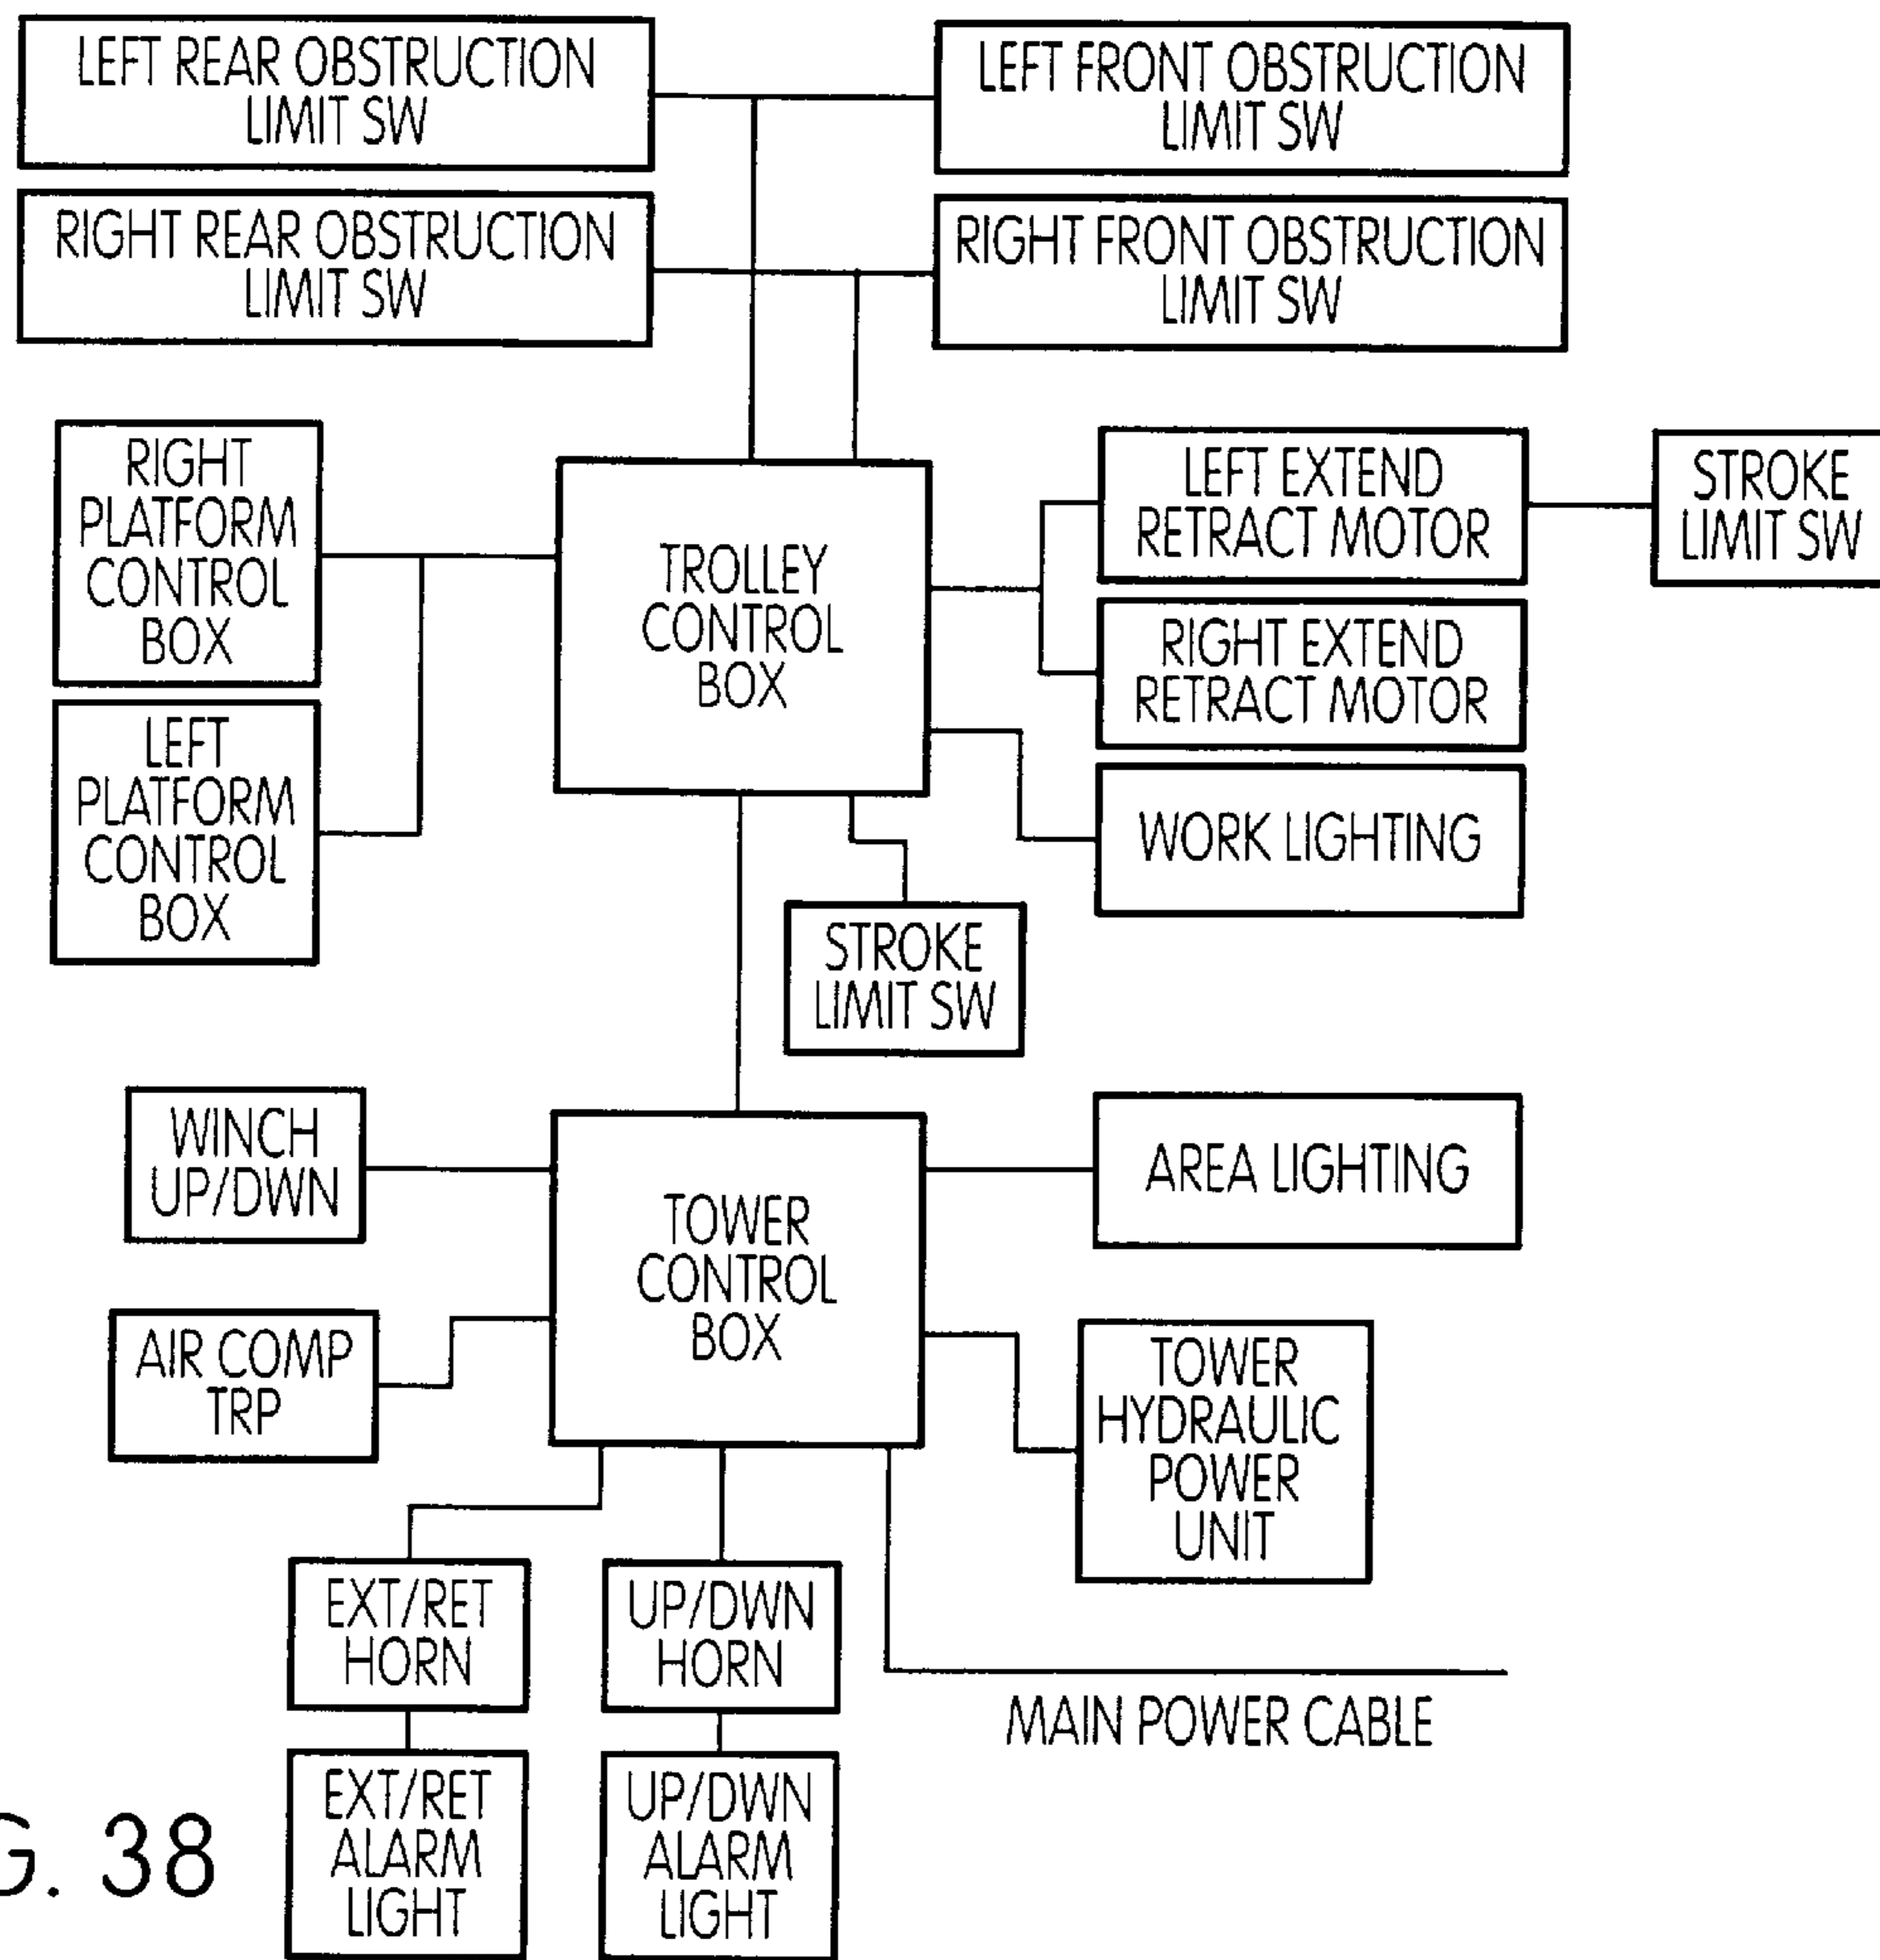 LEFT REAR OBSTRUCTION
LIMIT SW
LEFT FRONT OBSTRUCTION
LIMIT SW
RIGHT REAR OBSTRUCTION
LIMIT SW
RIGHT FRONT OBSTRUCTION
LIMIT SW
RIGHT
PLATFORM
CONTROL
BOX
LEFT
PLATFORM
CONTROL
BOX
TROLLEY
CONTROL
BOX
LEFT EXTEND
RETRACT MOTOR
STROKE
LIMIT SW
RIGHT EXTEND
RETRACT MOTOR
WORK LIGHTING
STROKE
LIMIT SW
WINCH
UP/DWN
AIR COMP
TRP
TOWER
CONTROL
BOX
AREA LIGHTING
TOWER
HYDRAULIC
POWER
UNIT
EXT/RET
HORN
UP/DWN
HORN
MAIN POWER CABLE
EXT/RET
ALARM
LIGHT
UP/DWN
ALARM
LIGHT
G. 38